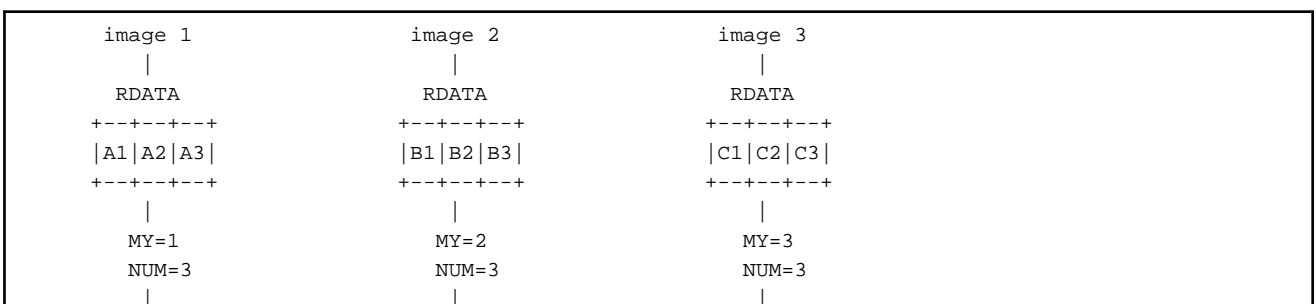 image 1 image 2 image 3
| | |
RDATA RDATA RDATA
+--+--+--+ +--+--+--+ +--+--+--+
|A1|A2|A3| |B1|B2|B3| |C1|C2|C3|
+--+--+--+ +--+--+--+ +--+--+--+
| | |
MY=1 MY=2 MY=3
NUM=3 NUM=3 NUM=3
| | |